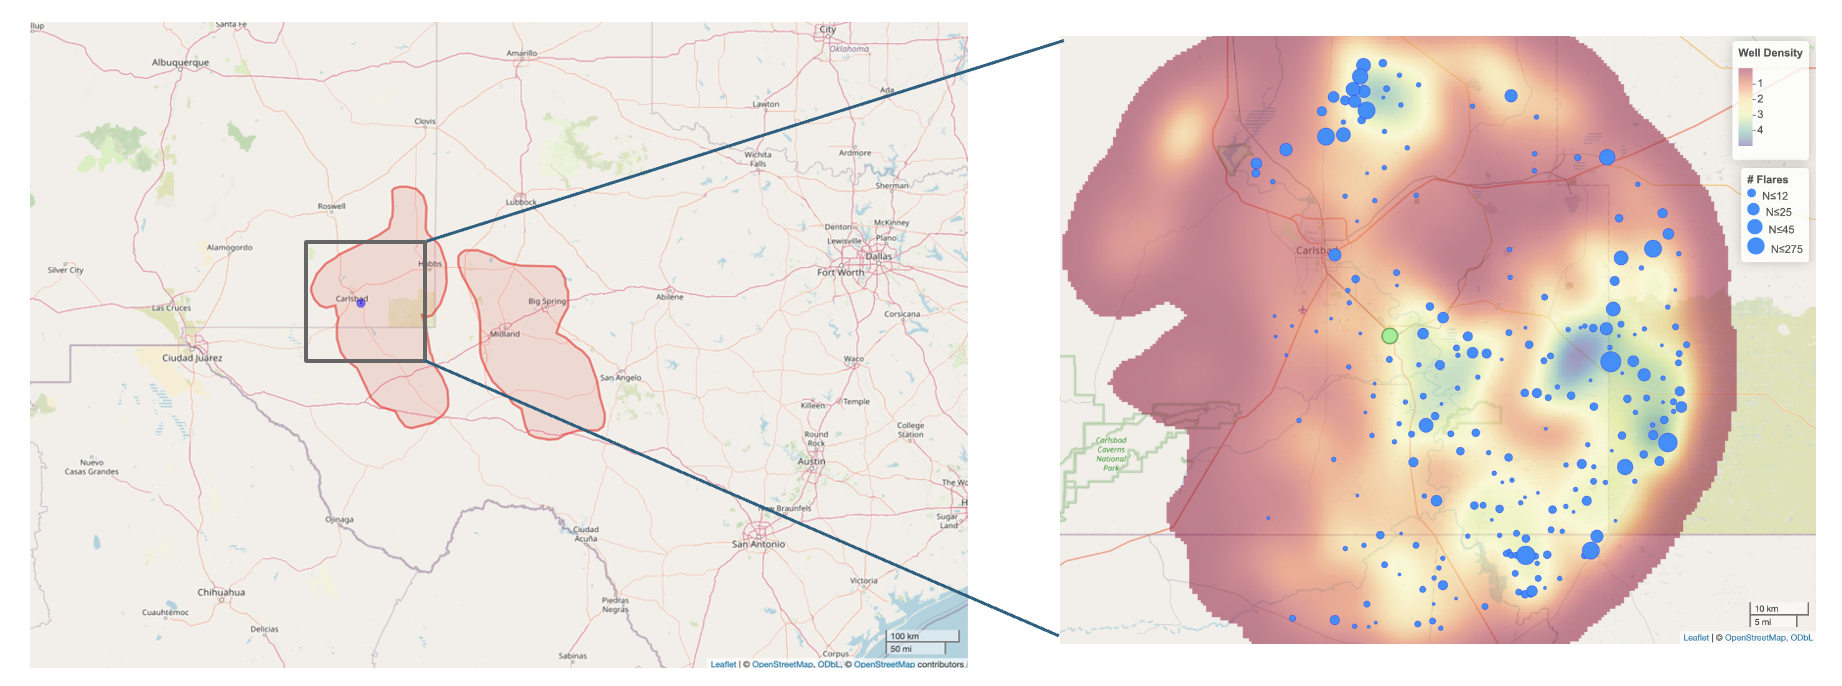 llup
Santa Fe
City
Oklahoma
Amarillo
Albuquerque
Ada
Lawton
Clovis
Wichita
Falls
Ardmore
Sherman
Lubbock
Roswell
Denton
McKinney
Lewisville
Plano
Dallas
Fort Worth
Alamogordo
Silver City
Hobbs
Carlsbad
Las Cruces
Big Spring
Abilene
Corsicana
Midland
Ciudad Juárez
Waco
San Angelo
Killeen
Temple
College
Station
Round
Rock
Austin
Nuevo
Casas Grandes
The Wo
H
Sugar
Land
New Braunfels
Ojinaga
Ciudad
Acuña
San Antonio
Victoria
Chihuahua
Piedras
Negras
Cuauhtémoc
Delicias
Sabinas
Corpus
100 km
50 mi
Leaflet | © OpenStreetMap, ODbL, © OpenStreetMap contributors
Well Density
1
2
3
4
# Flares
N≤12
N≤25
N≤45
N≤275
Carlsbad
Carlsbad
Caverns
National
Park
10 km
5 mi
Leaflet | © OpenStreetMap, ODbL